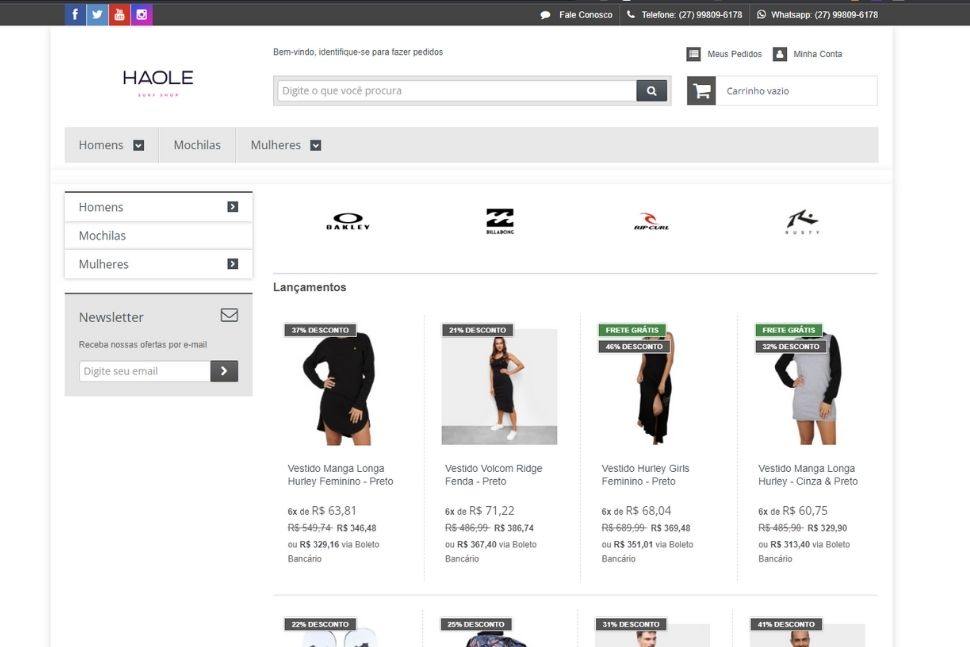 Fale Conosco
Telefone: (27) 99809-6178
Whatsapp: (27) 99809-6178
Bem-vindo, identifique-se para fazer pedidos
Meus Pedidos
Minha Conta
HAOLE
SURF SHOP
Digite o que você procura
Carrinho vazio
Homens
Mochilas
Mulheres
Homens
Mochilas
Mulheres
OAKLEY
BILLABONG
RIP CURL
RUSTY
Newsletter
Receba nossas ofertas por e-mail
Digite seu email
Lançamentos
37% DESCONTO
Vestido Manga Longa
Hurley Feminino - Preto
6x de R$ 63,81
R$ 549,74 R$ 346,48
ou R$ 329,16 via Boleto
Bancário
21% DESCONTO
Vestido Volcom Ridge
Fenda - Preto
6x de R$ 71,22
R$ 486,99 R$ 386,74
ou R$ 367,40 via Boleto
Bancário
FRETE GRÁTIS
46% DESCONTO
Vestido Hurley Girls
Feminino - Preto
6x de R$ 68,04
R$ 689,99 R$ 369,48
ou R$ 351,01 via Boleto
Bancário
FRETE GRÁTIS
32% DESCONTO
Vestido Manga Longa
Hurley - Cinza & Preto
6x de R$ 60,75
R$ 485,90 R$ 329,90
ou R$ 313,40 via Boleto
Bancário
22% DESCONTO
25% DESCONTO
31% DESCONTO
41% DESCONTO